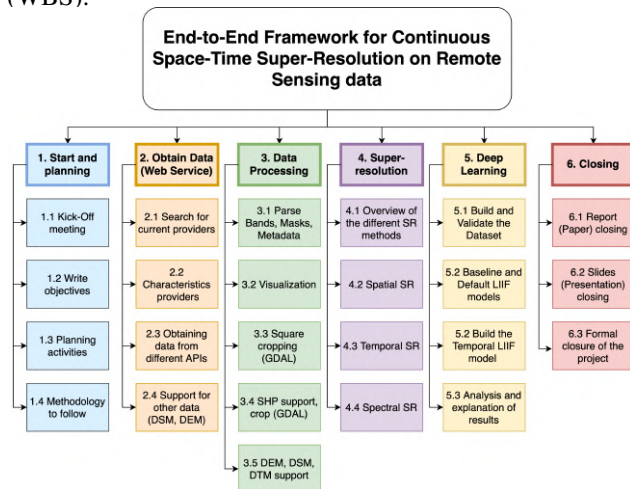 (WBS).
End-to-End Framework for Continuous
Space-Time Super-Resolution on Remote
Sensing data
1. Start and
planning
1.1 Kick-Off
meeting
1.2 Write
objectives
1.3 Planning
activities
1.4 Methodology
to follow
2. Obtain Data
(Web Service)
2.1 Search for
current providers
2.2
Characteristics
providers
2.3 Obtaining
data from
different APIs
2.4 Support for
other data
(DSM, DEM)
3. Data
Processing
3.1 Parse
Bands, Masks,
Metadata
3.2 Visualization
3.3 Square
cropping
(GDAL)
3.4 SHP support,
crop (GDAL)
3.5 DEM, DSM,
DTM support
4. Super-
resolution
4.1 Overview of
the different SR
methods
4.2 Spatial SR
4.3 Temporal SR
4.4 Spectral SR
5. Deep
Learning
5.1 Build and
Validate the
Dataset
5.2 Baseline and
Default LIIF
models
5.2 Build the
Temporal LIIF
model
5.3 Analysis and
explanation of
results
6. Closing
6.1 Report
(Paper) closing
6.2 Slides
(Presentation)
closing
6.3 Formal
closure of the
project